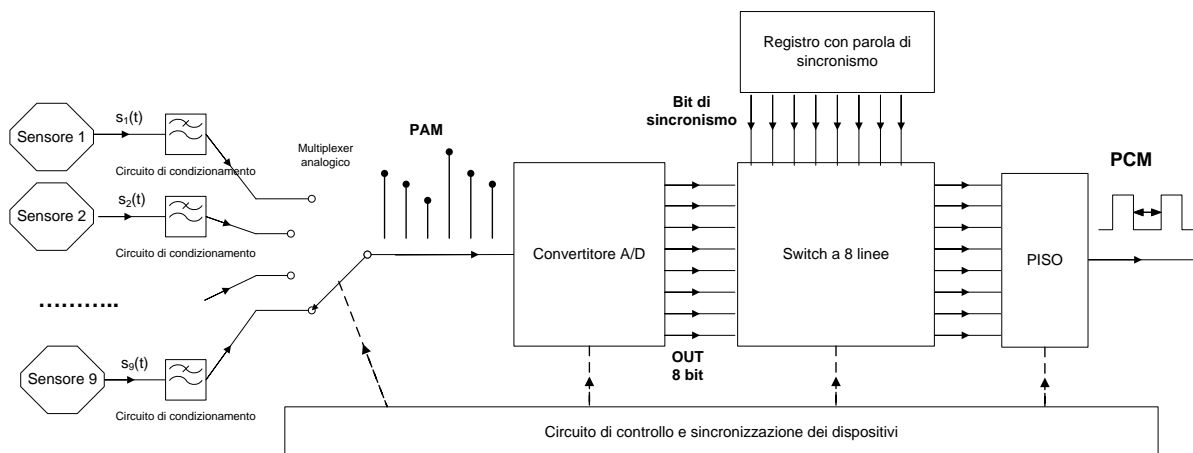 Registro con parola di
sincronismo
Bit di
sincronismo
Sensore 1
s1(t)
Circuito di condizionamento
Multiplexer
analogico
PAM
PCM
Sensore 2
s2(t)
Circuito di condizionamento
Convertitore A/D
Switch a 8 linee
PISO
...........
OUT
8 bit
Sensore 9
s9(t)
Circuito di condizionamento
Circuito di controllo e sincronizzazione dei dispositivi